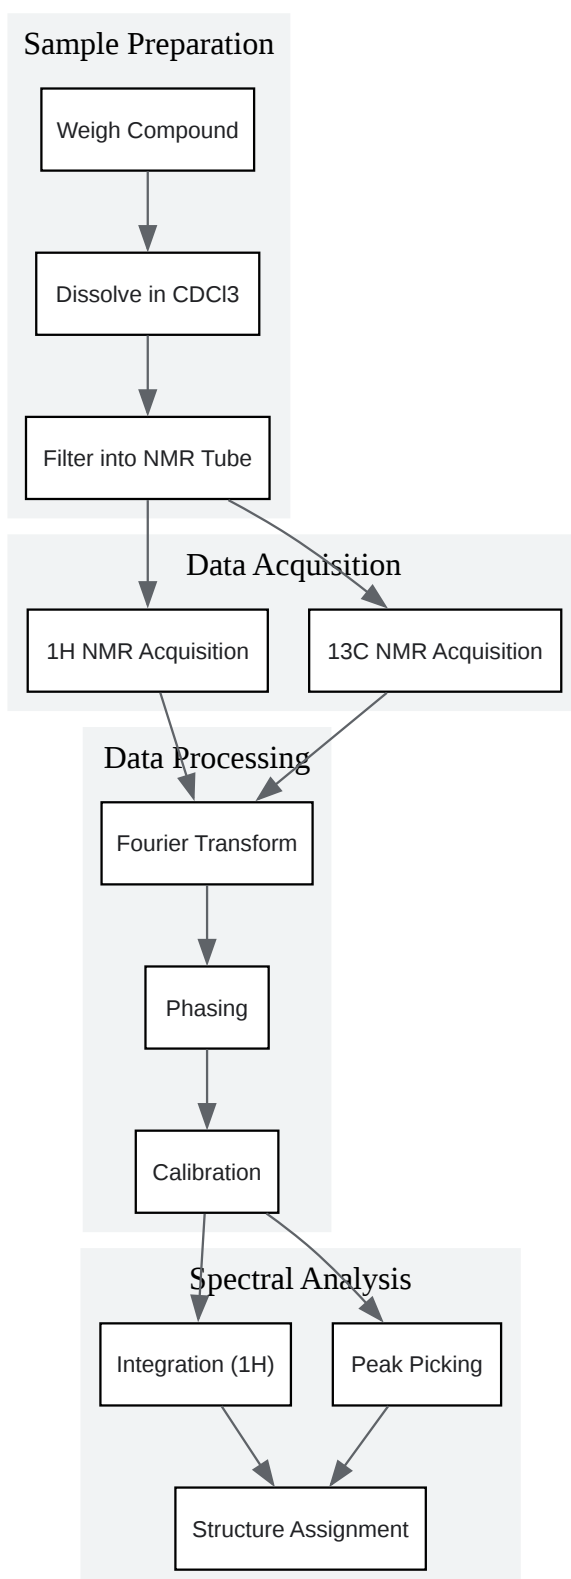 Sample Preparation
Weigh Compound
Dissolve in CDCl3
Filter into NMR Tube
Data Acquisition
1H NMR Acquisition
13C NMR Acquisition
Data Processing
Fourier Transform
Phasing
Calibration
Spectral Analysis
Integration (1H)
Peak Picking
Structure Assignment